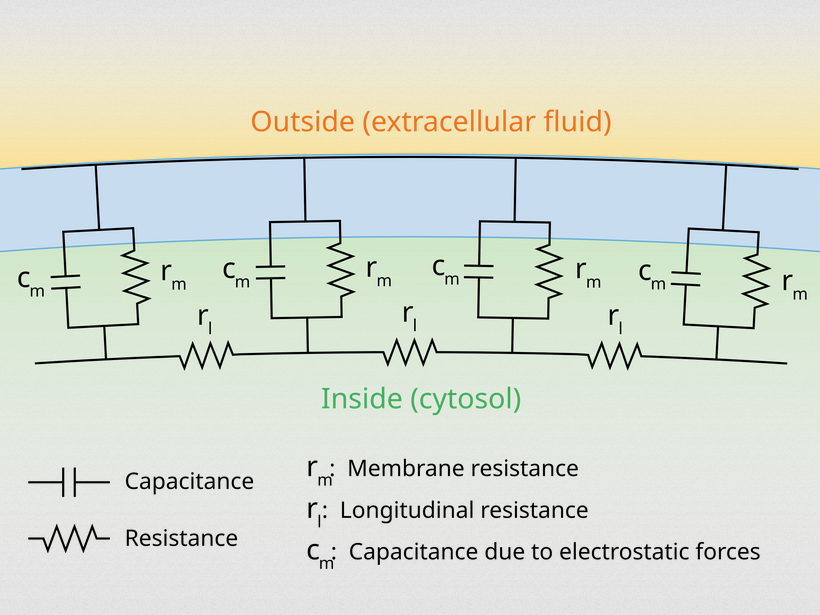 Outside (extracellular fluid)
cm rm cm rm cm rm cm rm
rl rl rl
Inside (cytosol)
Capacitance
Resistance
rm: Membrane resistance
rl: Longitudinal resistance
cm: Capacitance due to electrostatic forces